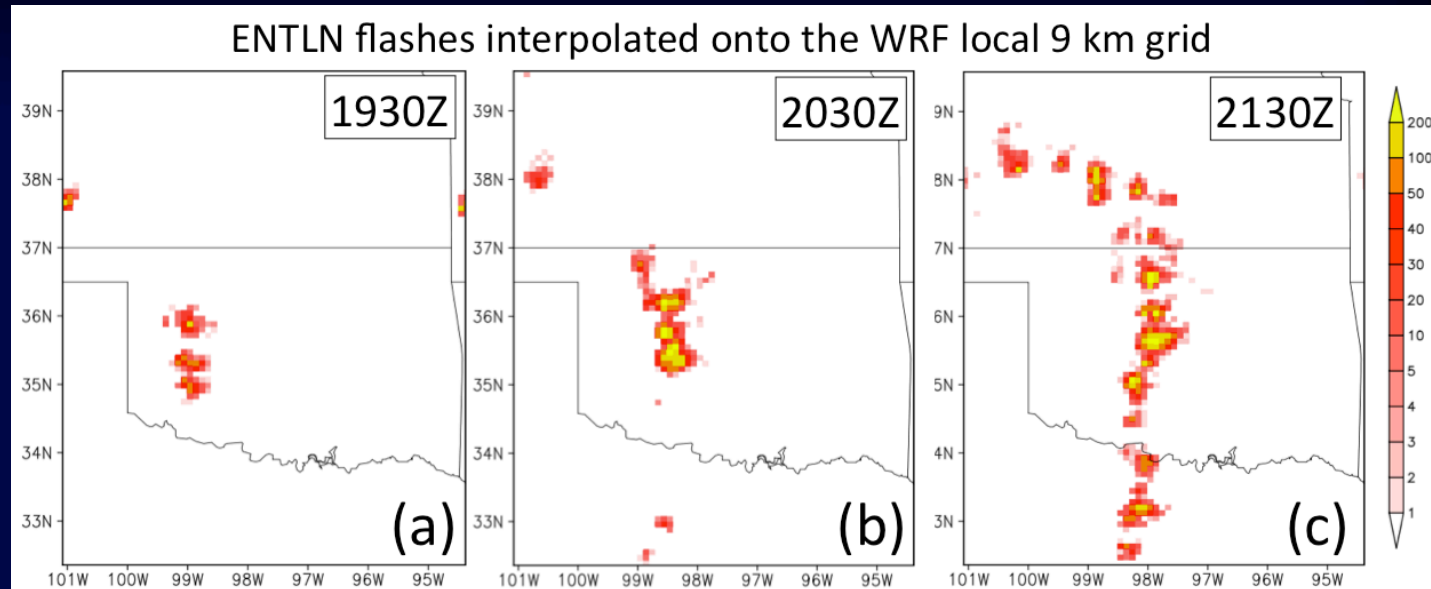 ENTLN flashes interpolated onto the WRF local 9 km grid
1930Z
2030Z
2130Z
39N
38N
37N
36N
35N
34N
33N
101W 100W 99W 98W 97W 96W 95W
(a)
39N
38N
37N
36N
35N
34N
33N
101W 100W 99W 98W 97W 96W 95W
(b)
9N
8N
7N
6N
5N
4N
3N
101W 100W 99W 98W 97W 96W 95W
(c)
200
100
50
40
30
20
10
5
4
3
2
1